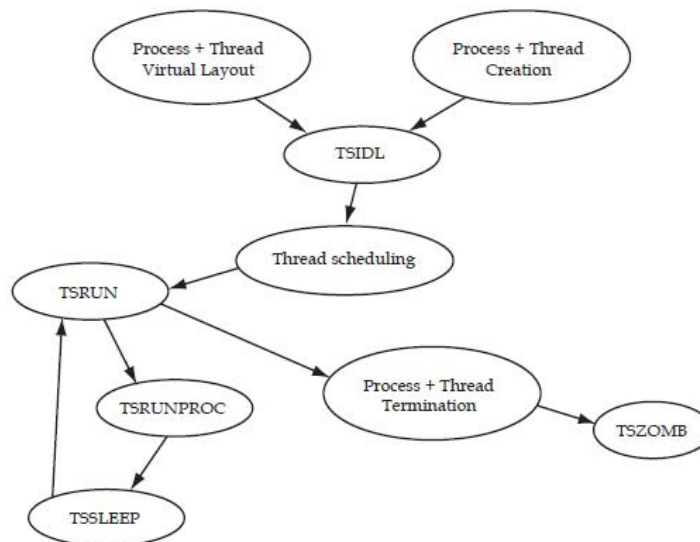 Process + Thread
Virtual Layout
Process + Thread
Creation
TSIDL
Thread scheduling
TSRUN
Process + Thread
Termination
TSRUNPROC
TSZOMB
TSSLEEP